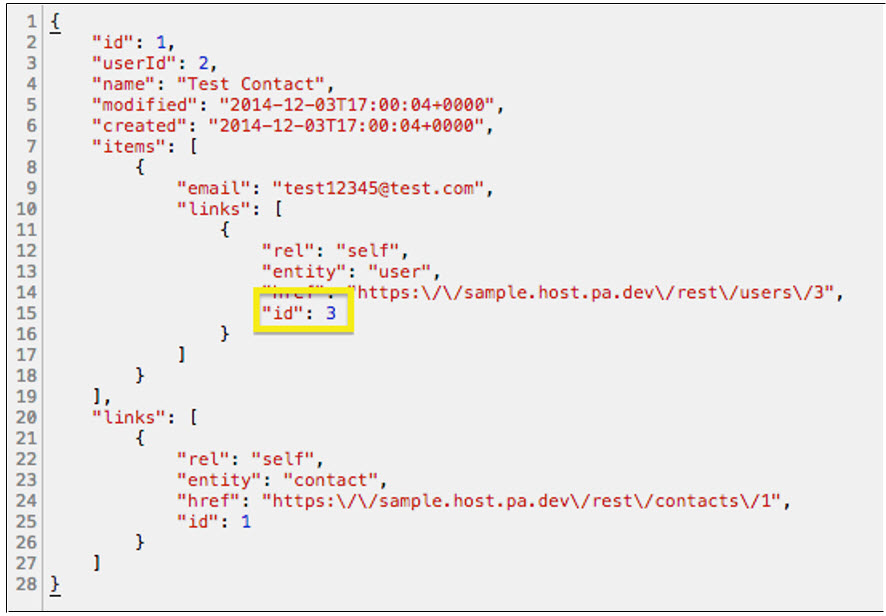 1 {
2 "id": 1,
3 "userId": 2,
4 "name": "Test Contact",
5 "modified": "2014-12-03T17:00:04+0000",
6 "created": "2014-12-03T17:00:04+0000",
7 "items": [
8 {
9 "email": "test12345@test.com",
10 "links": [
11 {
12 "rel": "self",
13 "entity": "user",
14 "href": "https:\/\/sample.host.pa.dev\/rest\/users\/3",
15 "id": 3
16 }
17 ]
18 }
19 ],
20 "links": [
21 {
22 "rel": "self",
23 "entity": "contact",
24 "href": "https:\/\/sample.host.pa.dev\/rest\/contacts\/1",
25 "id": 1
26 }
27 ]
28 }